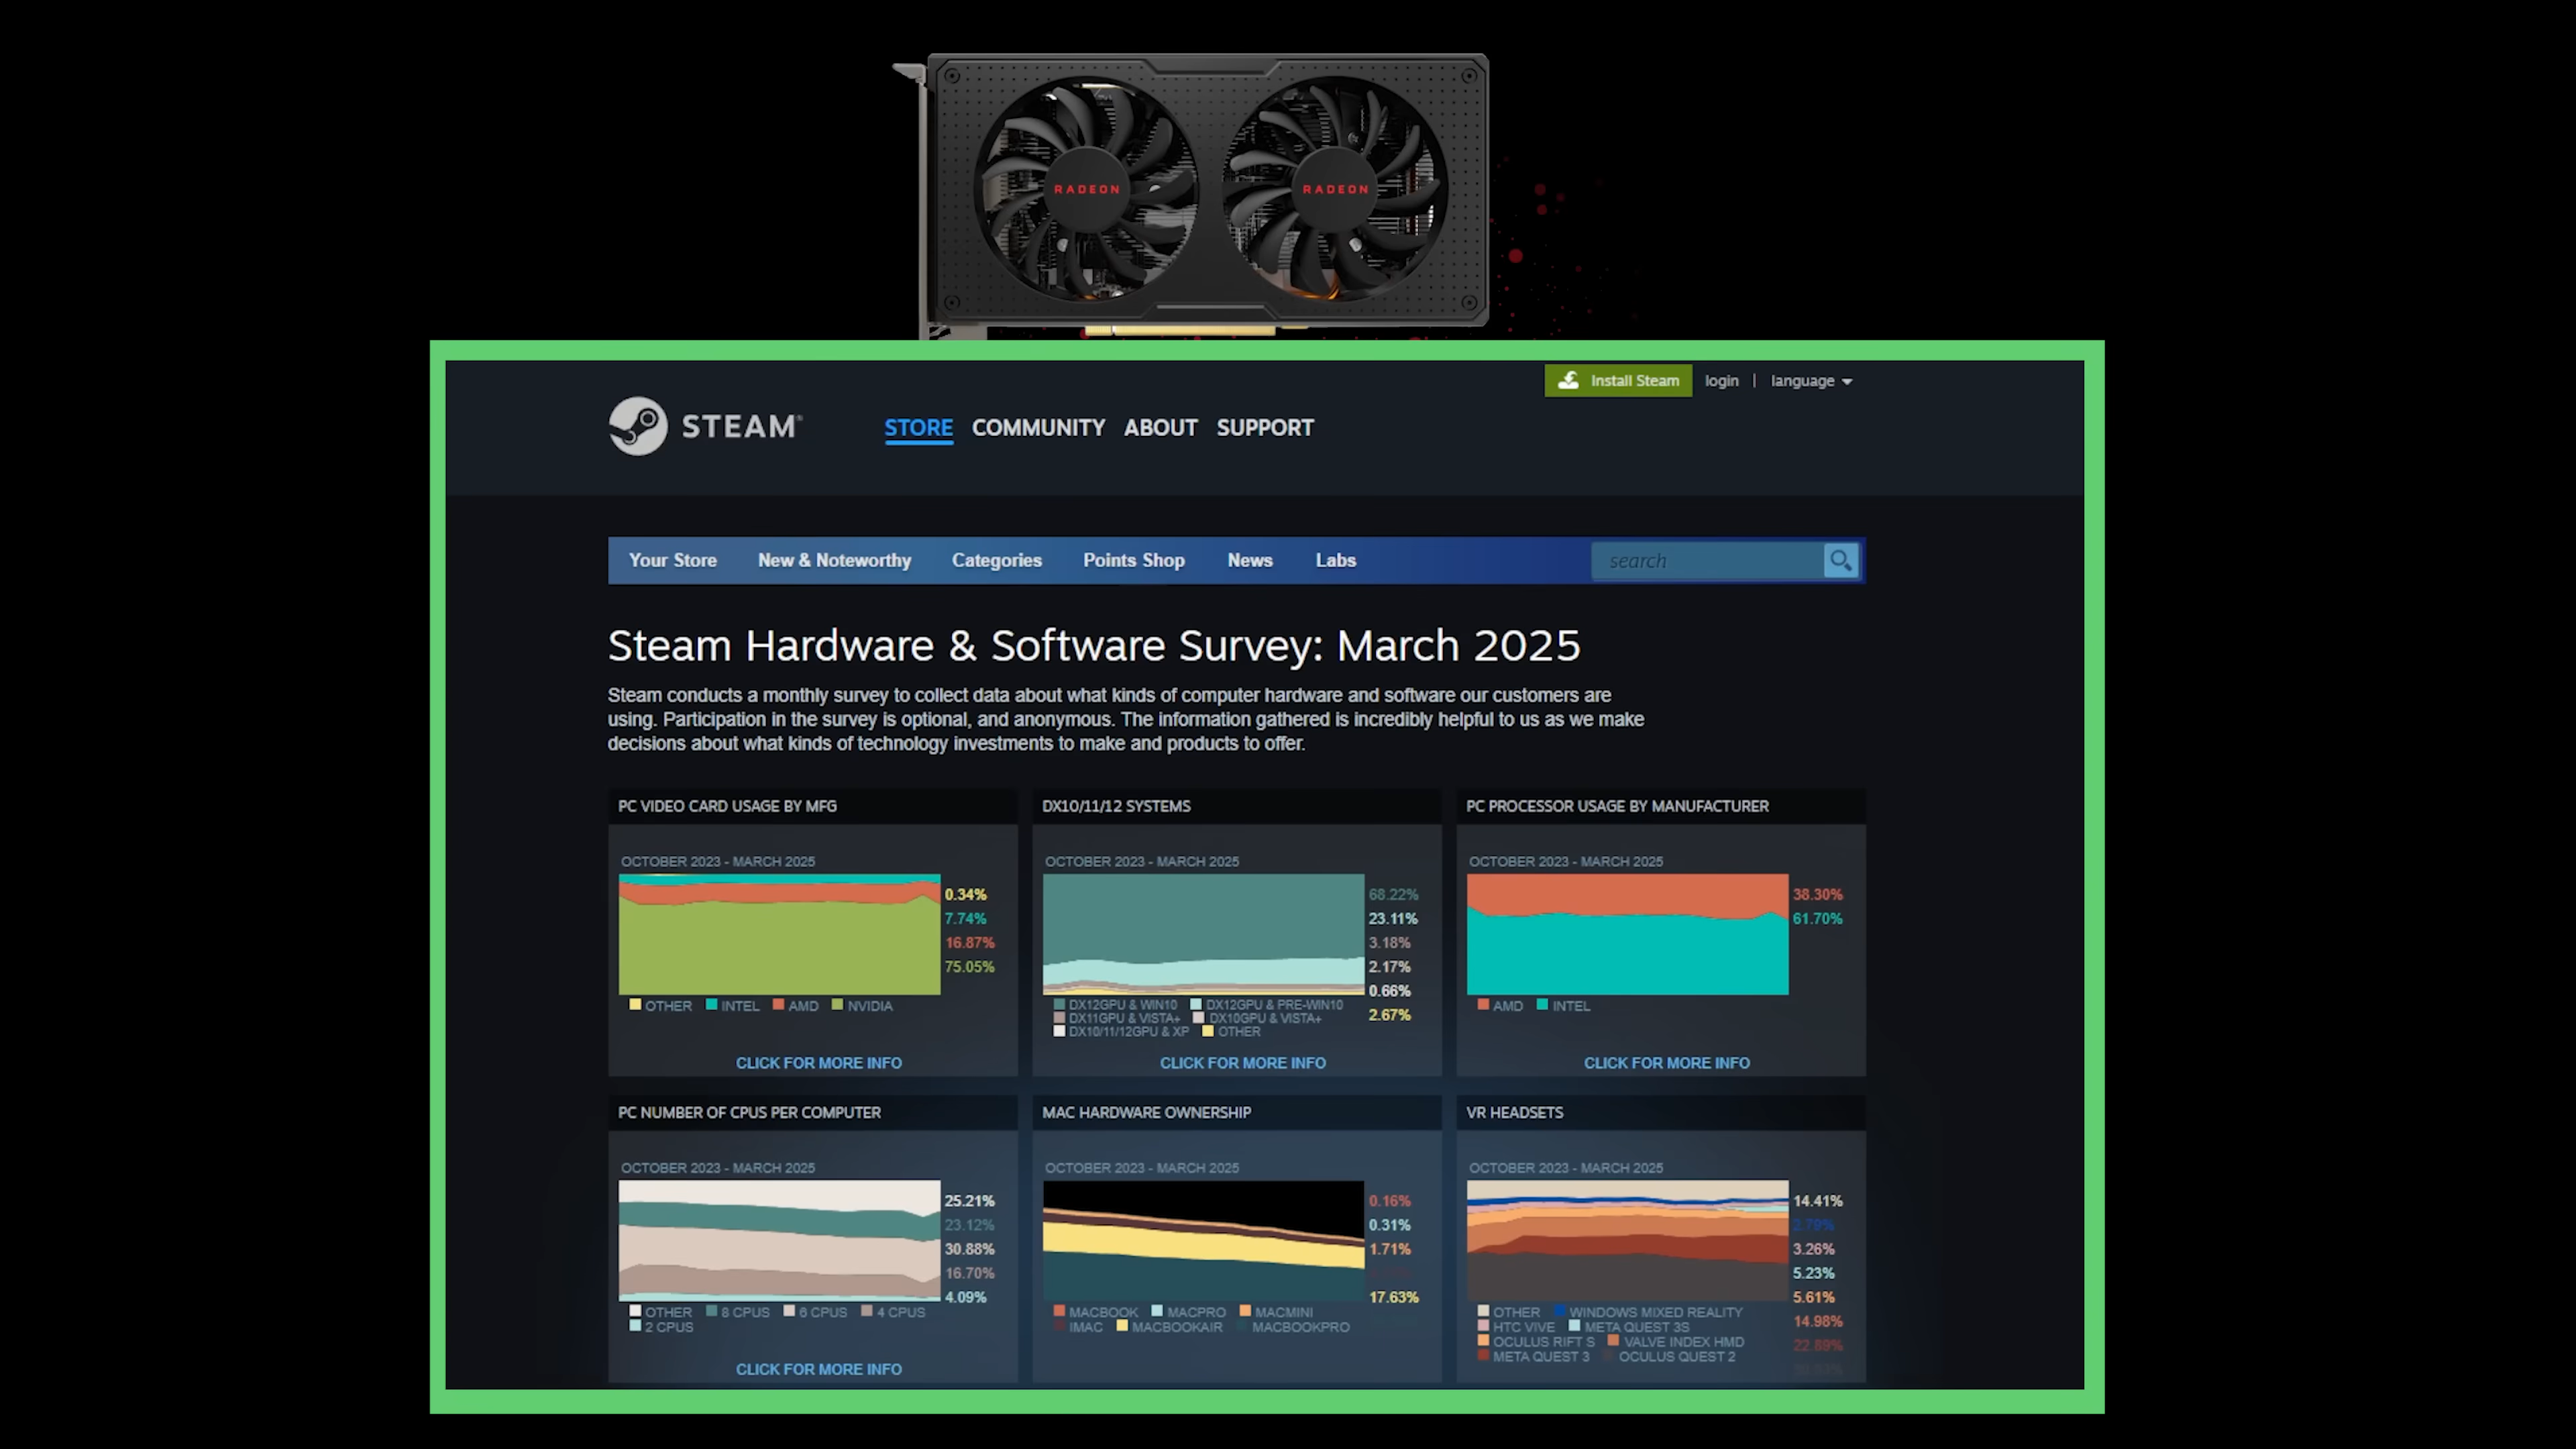 RADEON
RADEON
Install Steam
login | language
STEAM®
STORE COMMUNITY ABOUT SUPPORT
Your Store New & Noteworthy Categories Points Shop News Labs
search
Steam Hardware & Software Survey: March 2025
Steam conducts a monthly survey to collect data about what kinds of computer hardware and software our customers are
using. Participation in the survey is optional, and anonymous. The information gathered is incredibly helpful to us as we make
decisions about what kinds of technology investments to make and products to offer.
PC VIDEO CARD USAGE BY MFG
OCTOBER 2023 - MARCH 2025
0.34%
7.74%
16.87%
75.05%
OTHER INTEL AMD NVIDIA
CLICK FOR MORE INFO
DX10/11/12 SYSTEMS
OCTOBER 2023 - MARCH 2025
68.22%
23.11%
3.18%
2.17%
0.66%
2.67%
DX12GPU & WIN10 DX12GPU & PRE-WIN10
DX11GPU & VISTA+ DX10GPU & VISTA+
DX10/11/12GPU & XP OTHER
CLICK FOR MORE INFO
PC PROCESSOR USAGE BY MANUFACTURER
OCTOBER 2023 - MARCH 2025
38.30%
61.70%
AMD INTEL
CLICK FOR MORE INFO
PC NUMBER OF CPUS PER COMPUTER
OCTOBER 2023 - MARCH 2025
25.21%
23.12%
30.88%
16.70%
4.09%
OTHER 8 CPUS 6 CPUS 4 CPUS
2 CPUS
CLICK FOR MORE INFO
MAC HARDWARE OWNERSHIP
OCTOBER 2023 - MARCH 2025
0.16%
0.31%
1.71%
17.63%
MACBOOK MACPRO MACMINI
IMAC MACBOOKAIR MACBOOKPRO
VR HEADSETS
OCTOBER 2023 - MARCH 2025
14.41%
2.79%
3.26%
5.23%
5.61%
14.98%
22.89%
OTHER WINDOWS MIXED REALITY
HTC VIVE META QUEST 3S
OCULUS RIFT S VALVE INDEX HMD
META QUEST 3 OCULUS QUEST 2